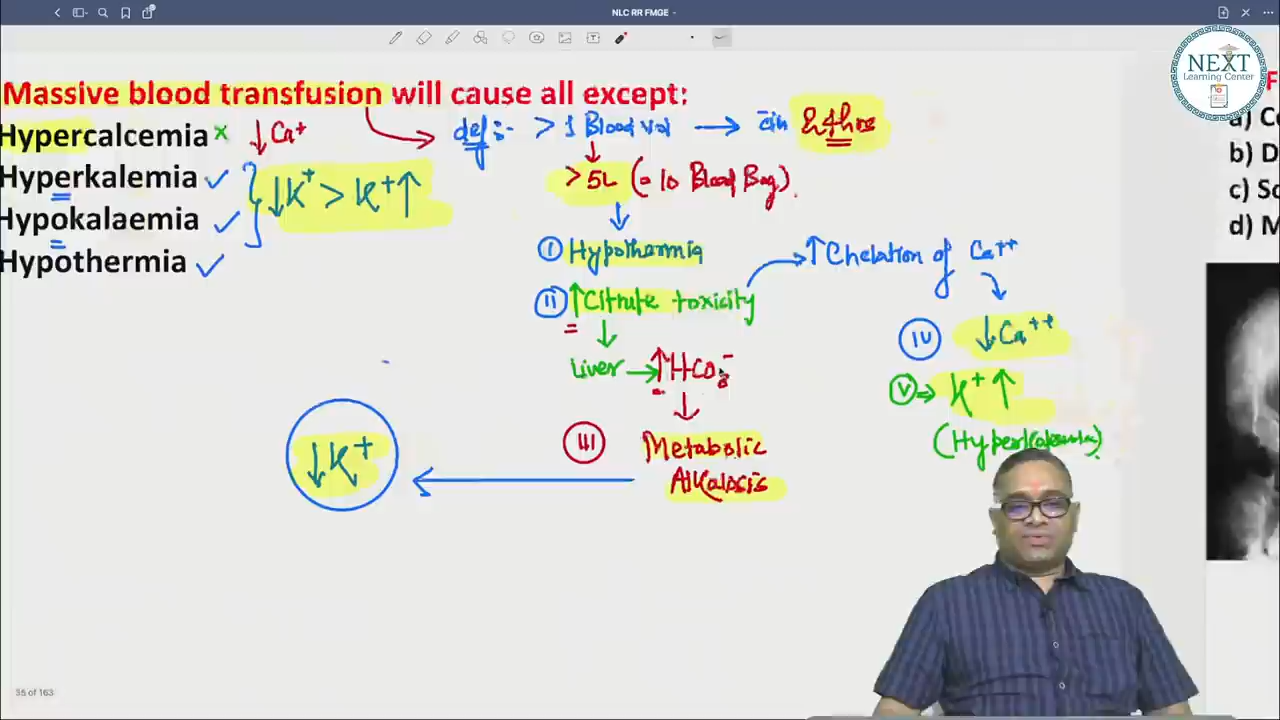 NLC RR FMGE
NEXT
Learning Center
Massive blood transfusion will cause all except:
Hypercalcemia x ↓Ca+
Hyperkalemia ✓
Hypokalaemia ✓
Hypothermia ✓
↓K+ > K+↑
def:- > 1 Blood Vol → in 24hrs
> 5L (= 10 Blood Bag).
(i) Hypothermia
(ii) ↑Citrate toxicity
↑Chelation of Ca++
(iv) ↓Ca++
Liver → ↑HCO3-
(v) ⇒ K+ ↑
(Hyperkalemia)
(iii) Metabolic
Alkalosis
↓K+
F
a) C
b) D
c) Sc
d) M
35 of 163